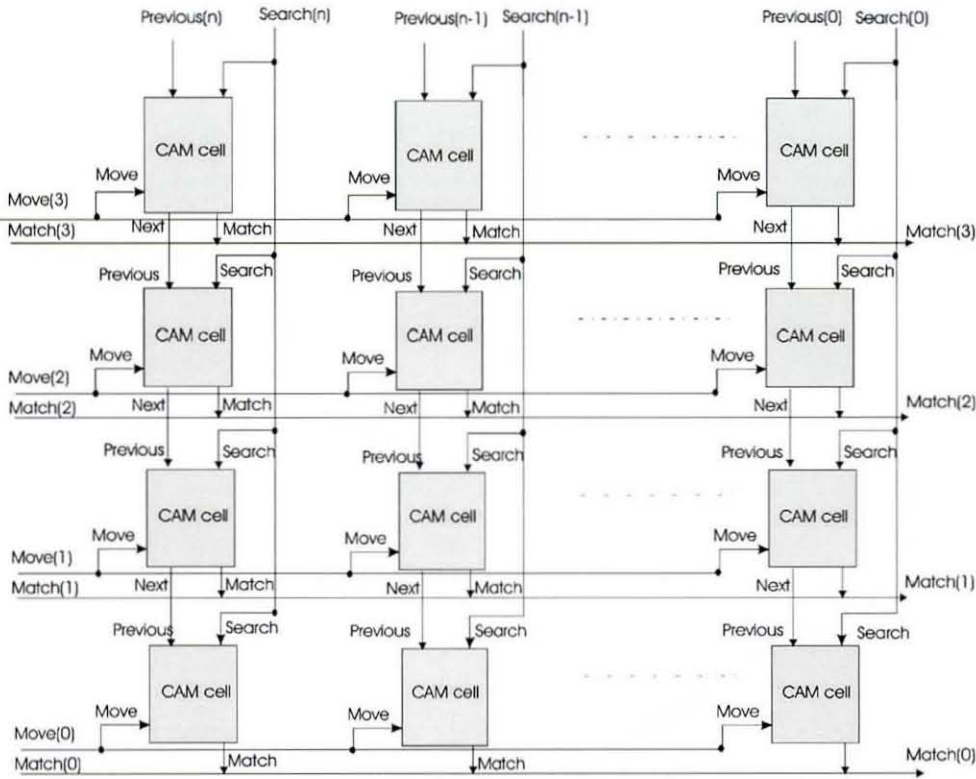 Previous(n) Search(n) Previous(n-1) Search(n-1) Previous(0) Search(0)
CAM cell CAM cell CAM cell
Move Move Move
Move(3)
Match(3) Next Match Next Match Next Match(3)
Previous Search Previous Search Previous Search
CAM cell CAM cell CAM cell
Move Move Move
Move(2)
Match(2) Next Match Next Match Next Match(2)
Previous Search Previous Search Previous Search
CAM cell CAM cell CAM cell
Move Move Move
Move(1)
Match(1) Next Match Next Match Next Match(1)
Previous Search Previous Search Previous Search
CAM cell CAM cell CAM cell
Move Move Move
Move(0)
Match(0) Match Match Match(0)